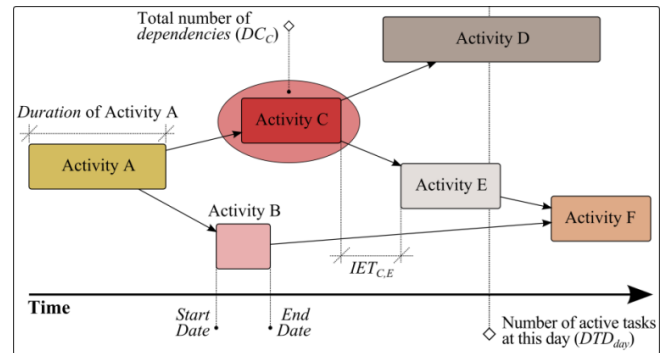 Total number of
dependencies (DC_C)
Activity D
Duration of Activity A
Activity C
Activity A
Activity E
Activity B
Activity F
IET_C,E
Time
Start
Date
End
Date
Number of active tasks
at this day (DTD_day)